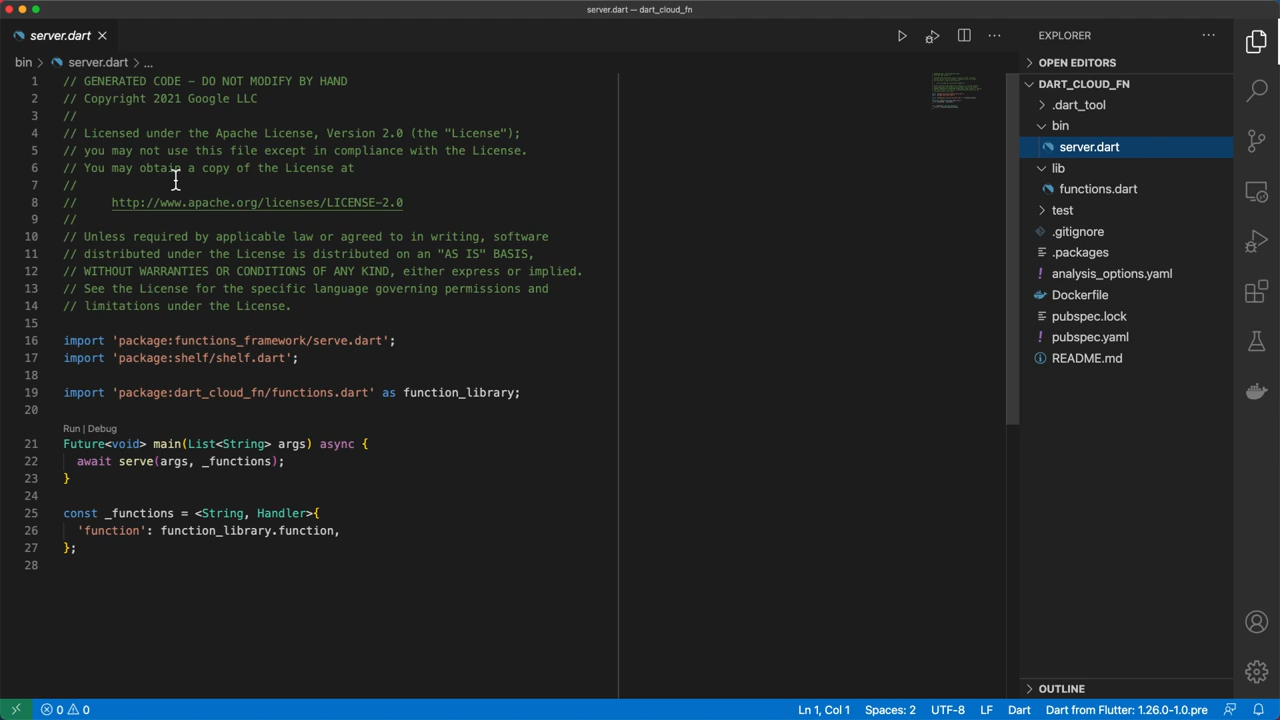 server.dart — dart_cloud_fn
server.dart
bin
server.dart
...
1 // GENERATED CODE - DO NOT MODIFY BY HAND
2 // Copyright 2021 Google LLC
3 //
4 // Licensed under the Apache License, Version 2.0 (the "License");
5 // you may not use this file except in compliance with the License.
6 // You may obtain a copy of the License at
7 //
8 //     http://www.apache.org/licenses/LICENSE-2.0
9 //
10 // Unless required by applicable law or agreed to in writing, software
11 // distributed under the License is distributed on an "AS IS" BASIS,
12 // WITHOUT WARRANTIES OR CONDITIONS OF ANY KIND, either express or implied.
13 // See the License for the specific language governing permissions and
14 // limitations under the License.
15
16 import 'package:functions_framework/serve.dart';
17 import 'package:shelf/shelf.dart';
18
19 import 'package:dart_cloud_fn/functions.dart' as function_library;
20
Run | Debug
21 Future<void> main(List<String> args) async {
22   await serve(args, _functions);
23 }
24
25 const _functions = <String, Handler>{
26   'function': function_library.function,
27 };
28
EXPLORER
OPEN EDITORS
DART_CLOUD_FN
.dart_tool
bin
server.dart
lib
functions.dart
test
.gitignore
.packages
analysis_options.yaml
Dockerfile
pubspec.lock
pubspec.yaml
README.md
OUTLINE
0 0
Ln 1, Col 1
Spaces: 2
UTF-8
LF
Dart
Dart from Flutter: 1.26.0-1.0.pre